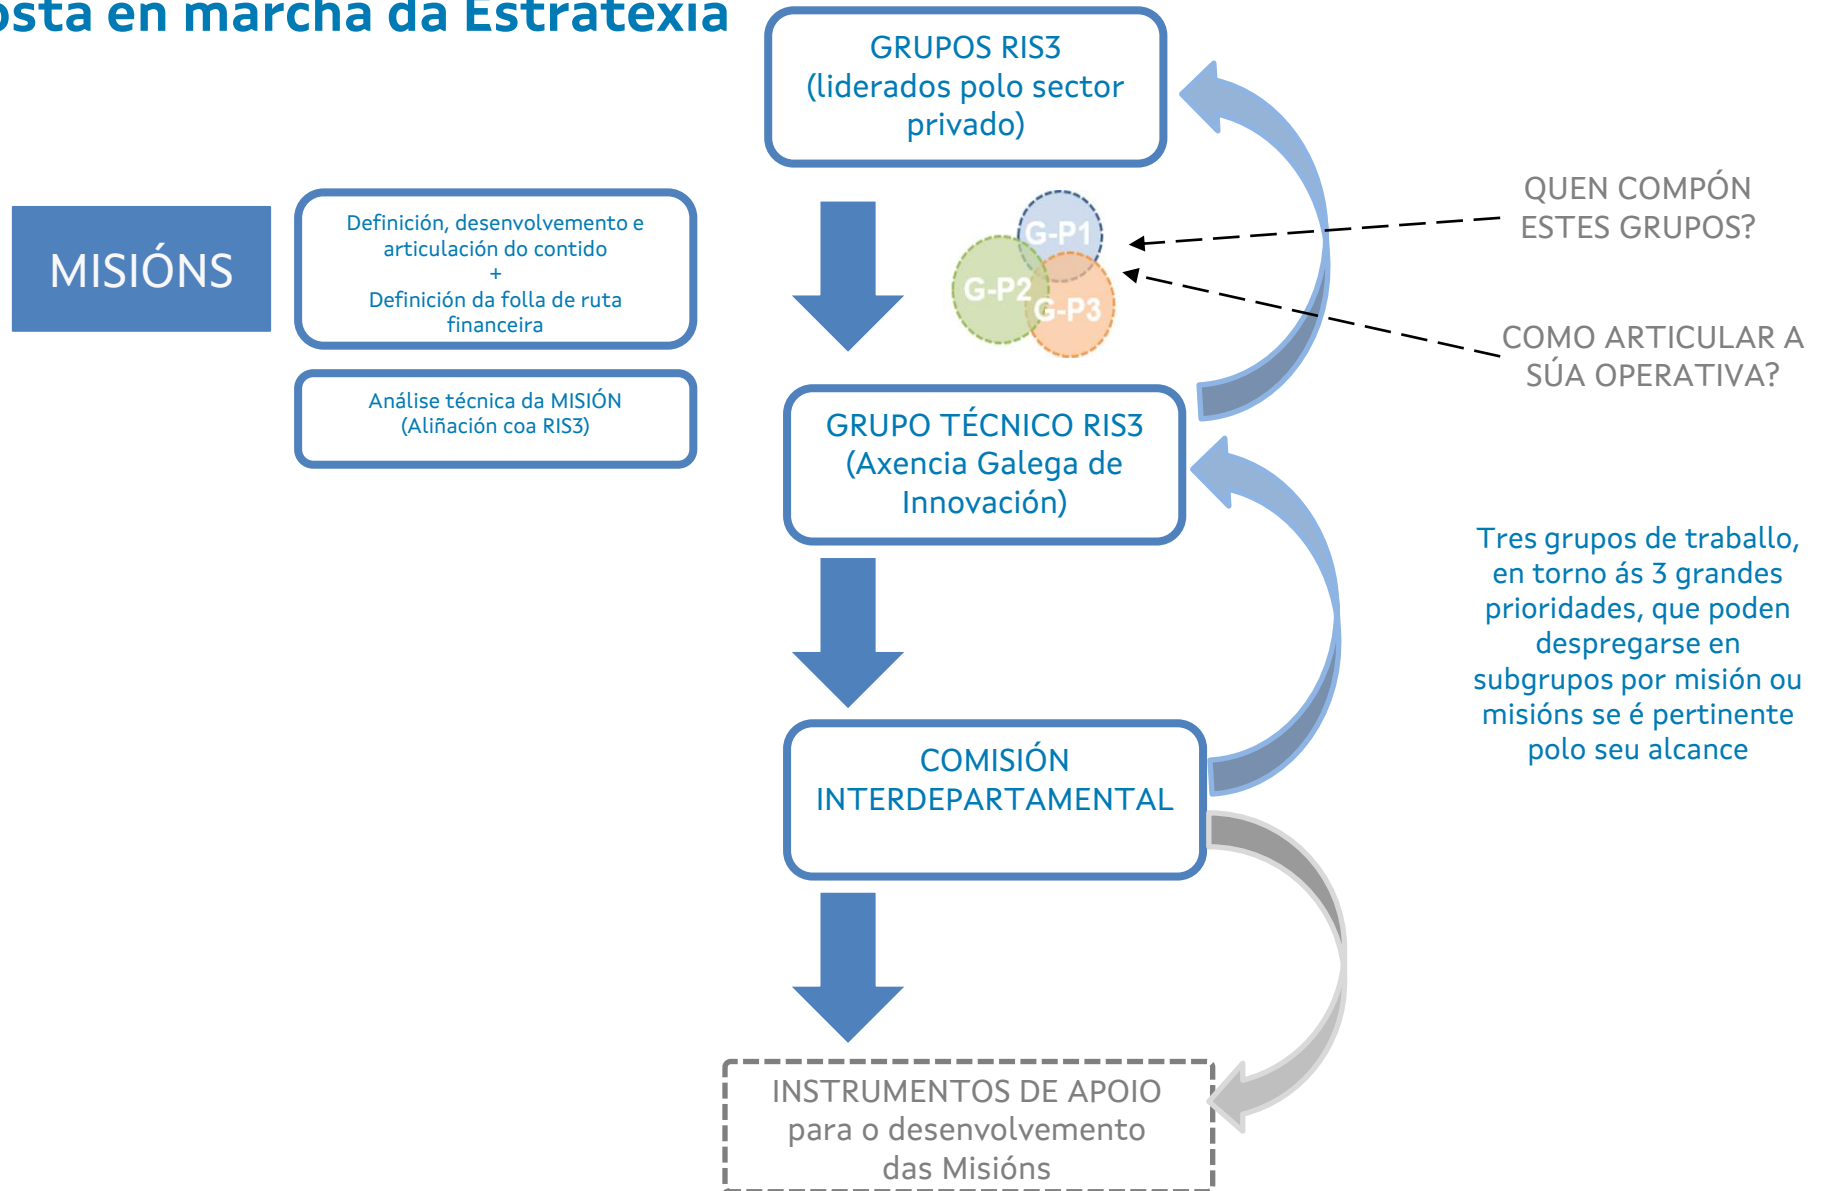 osta en marcha da Estratexia
GRUPOS RIS3
(liderados polo sector
privado)
MISIÓNS
Definición, desenvolvemento e
articulación do contido
+
Definición da folla de ruta
financeira
Análise técnica da MISIÓN
(Aliñación coa RIS3)
G-P1
G-P2
G-P3
QUEN COMPÓN
ESTES GRUPOS?
COMO ARTICULAR A
SÚA OPERATIVA?
GRUPO TÉCNICO RIS3
(Axencia Galega de
Innovación)
Tres grupos de traballo,
en torno ás 3 grandes
prioridades, que poden
despregarse en
subgrupos por misión ou
misións se é pertinente
polo seu alcance
COMISIÓN
INTERDEPARTAMENTAL
INSTRUMENTOS DE APOIO
para o desenvolvemento
das Misións